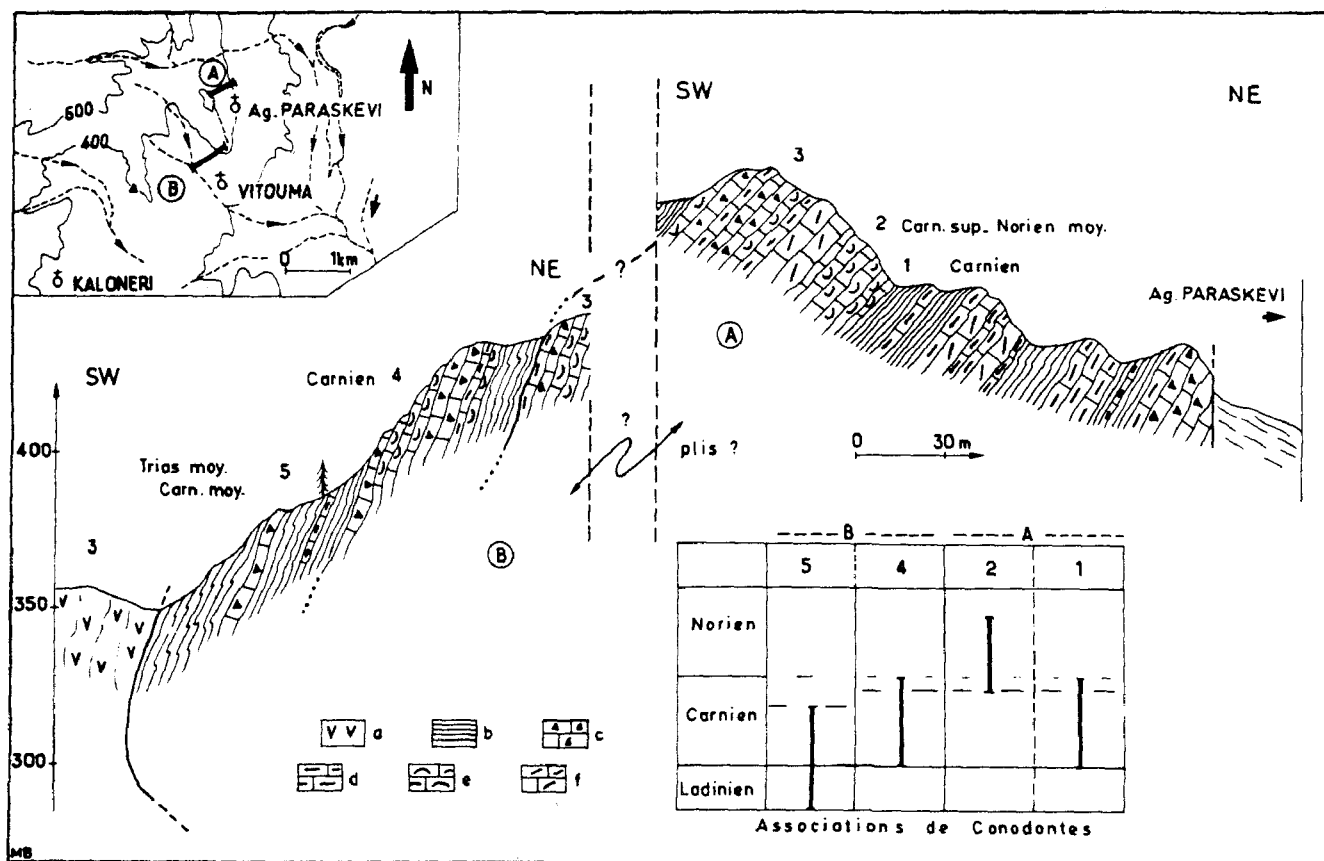 A
N
600
Ag. PARASKEVI
400
B
VITOUMA
0 1km
KALONERI
SW NE
3
2 Carn. sup_ Norien moy.
1 Carnien
Ag. PARASKEVI
A
?
NE
3
SW
Carnien 4
400
?
plis ?
0 30 m
Trias moy. 5
Carn. moy.
3
B
350
300
V V a
b
c
d
e
f
B A
5 4 2 1
Norien
Carnien
Ladinien
Associations de Conodontes
MB